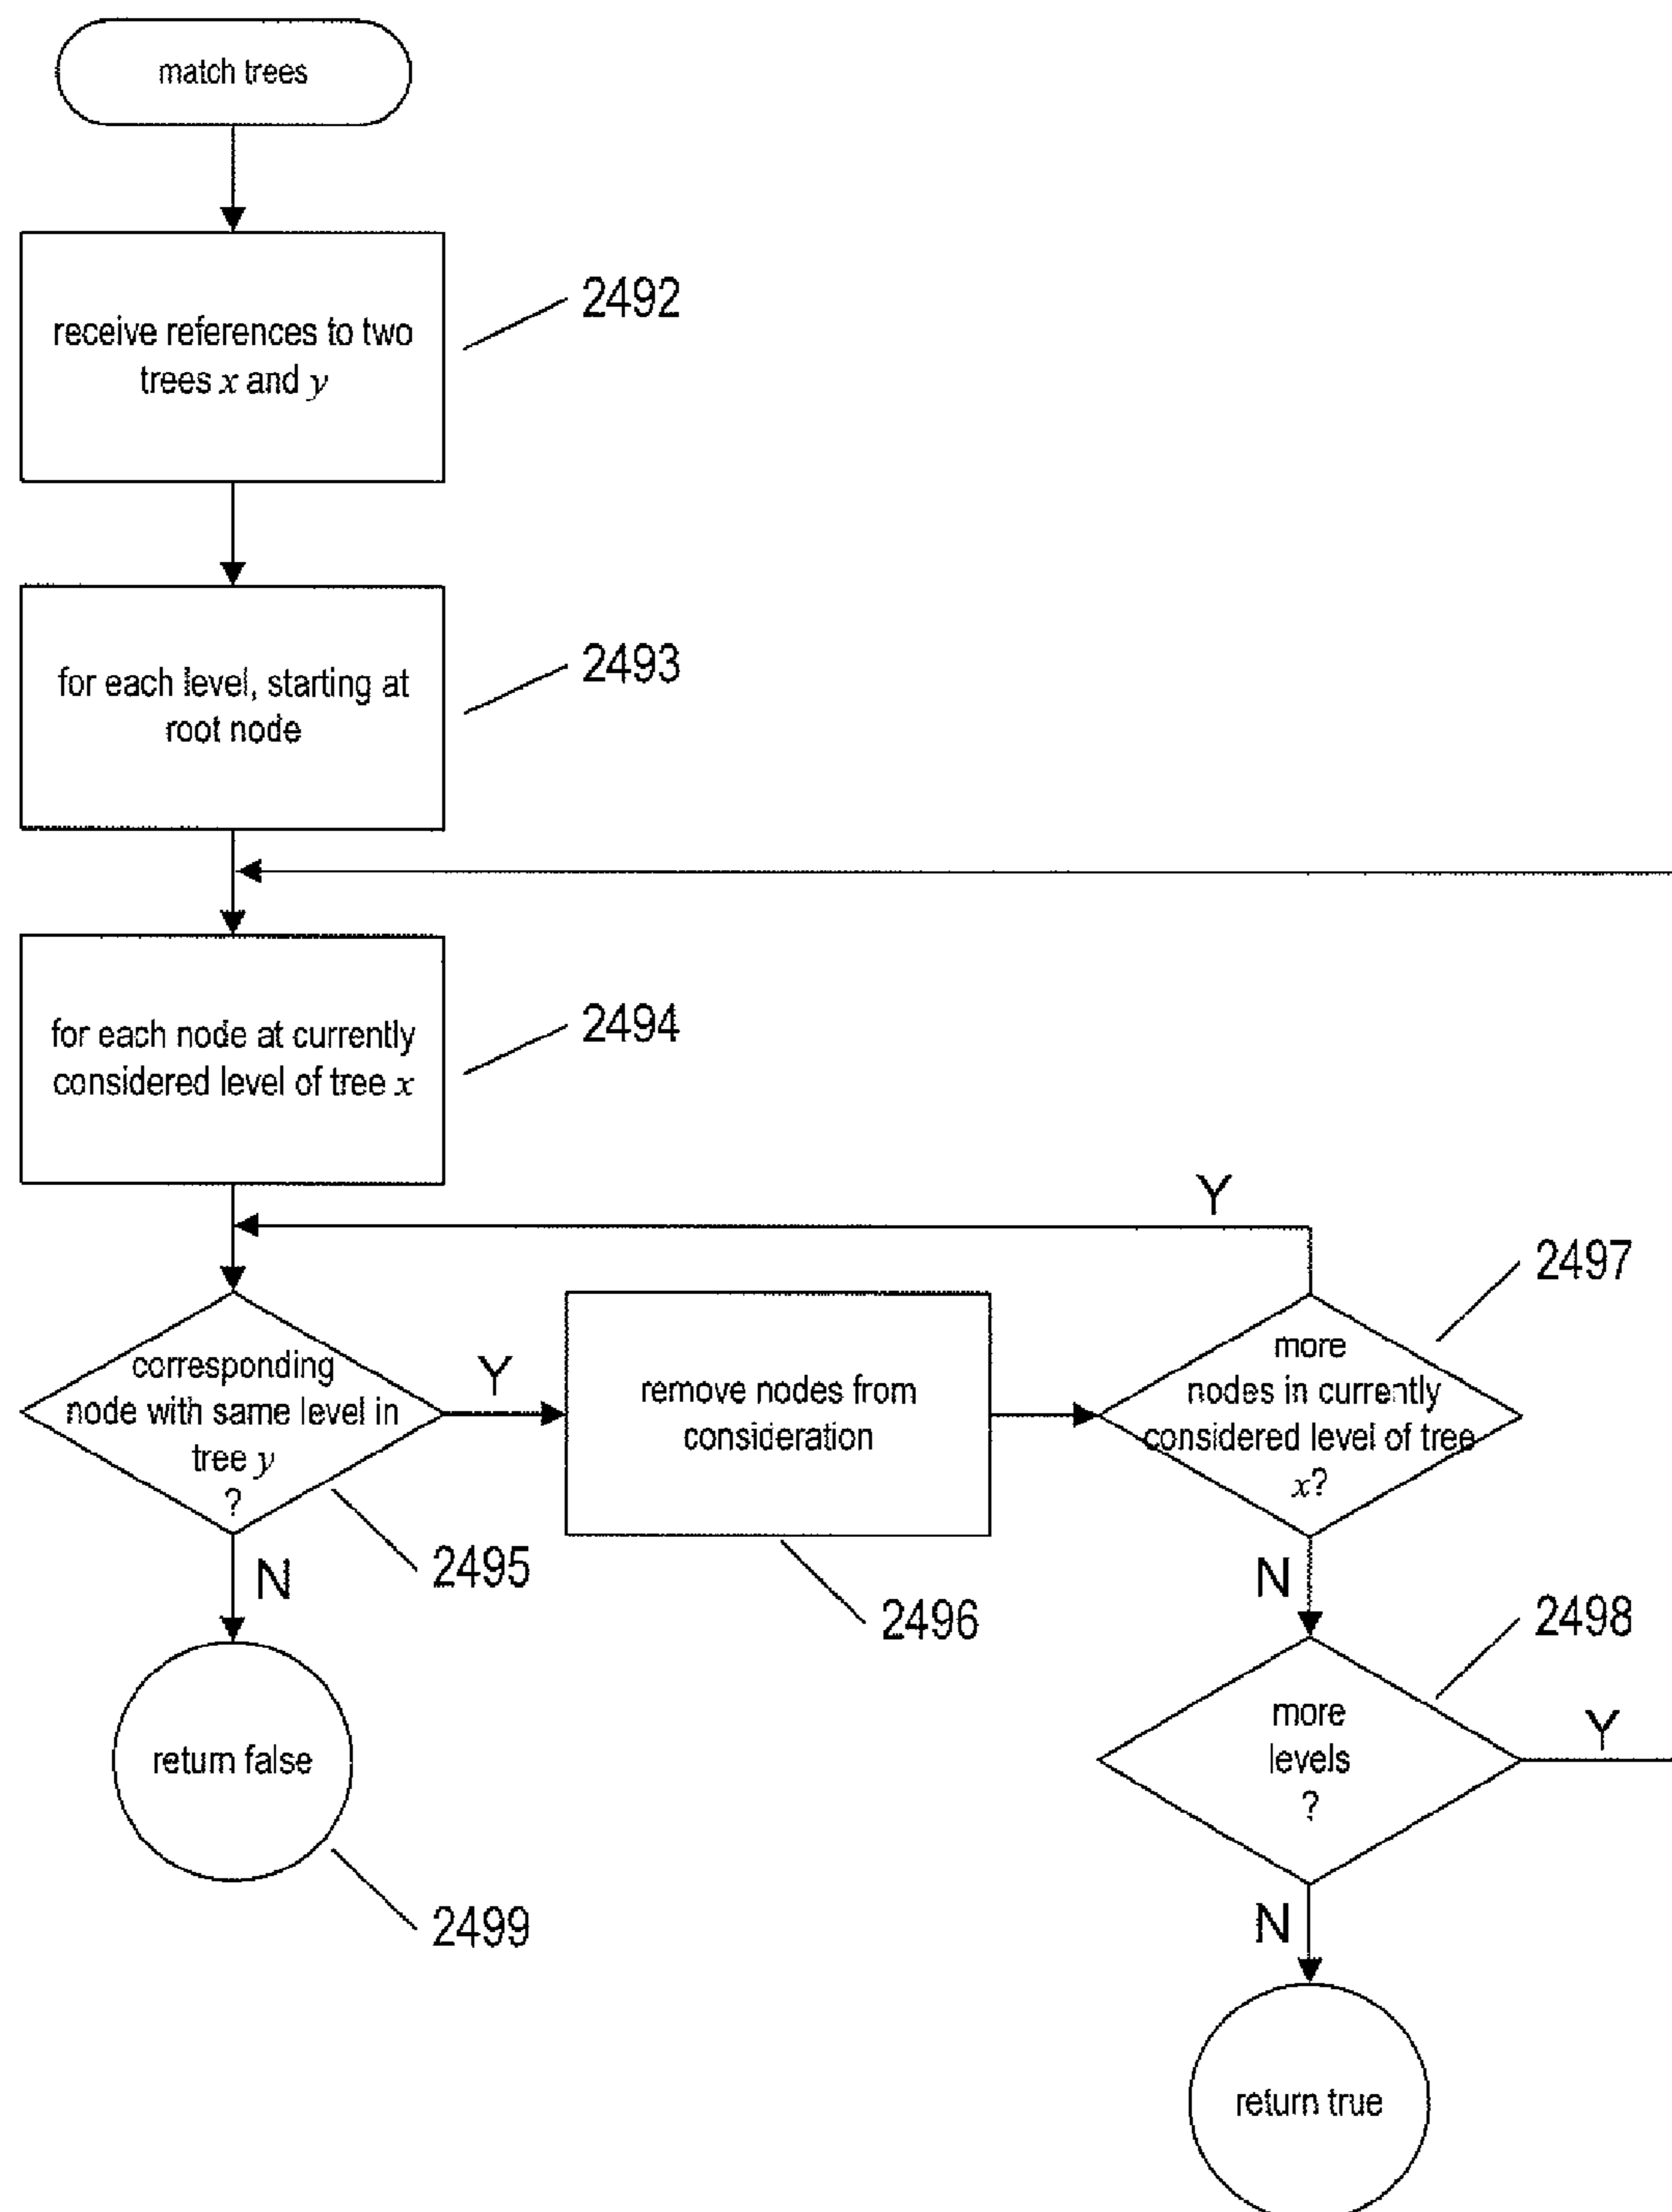 match trees
receive references to two
trees x and y
2492
for each level, starting at
root node
2493
for each node at currently
considered level of tree x
2494
Y
corresponding
node with same level in
tree y
?
2495
Y
remove nodes from
consideration
2496
more
nodes in currently
considered level of tree
x?
2497
N
N
return false
2499
more
levels
?
2498
Y
N
return true